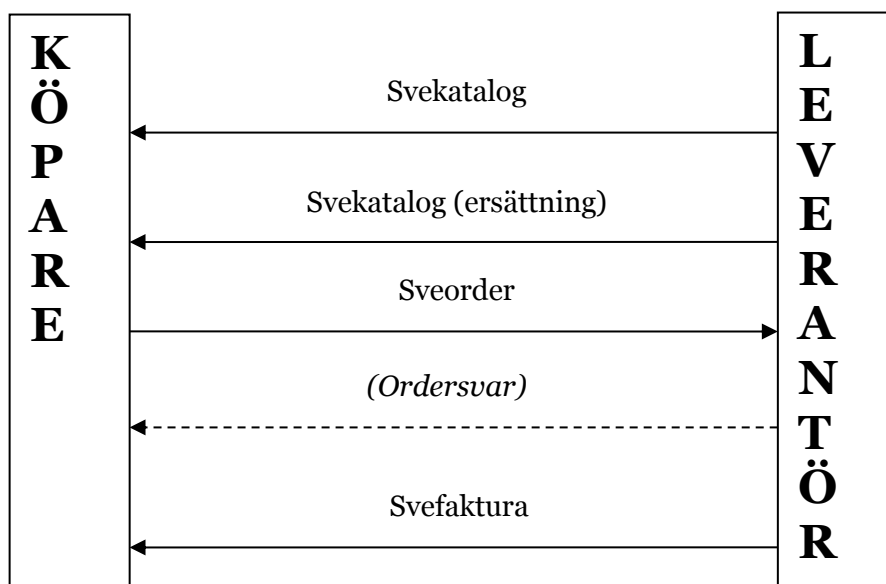 KÖPARE
Svekatalog
Svekatalog (ersättning)
Sveorder
(Ordersvar)
Svefaktura
LEVERANTÖR